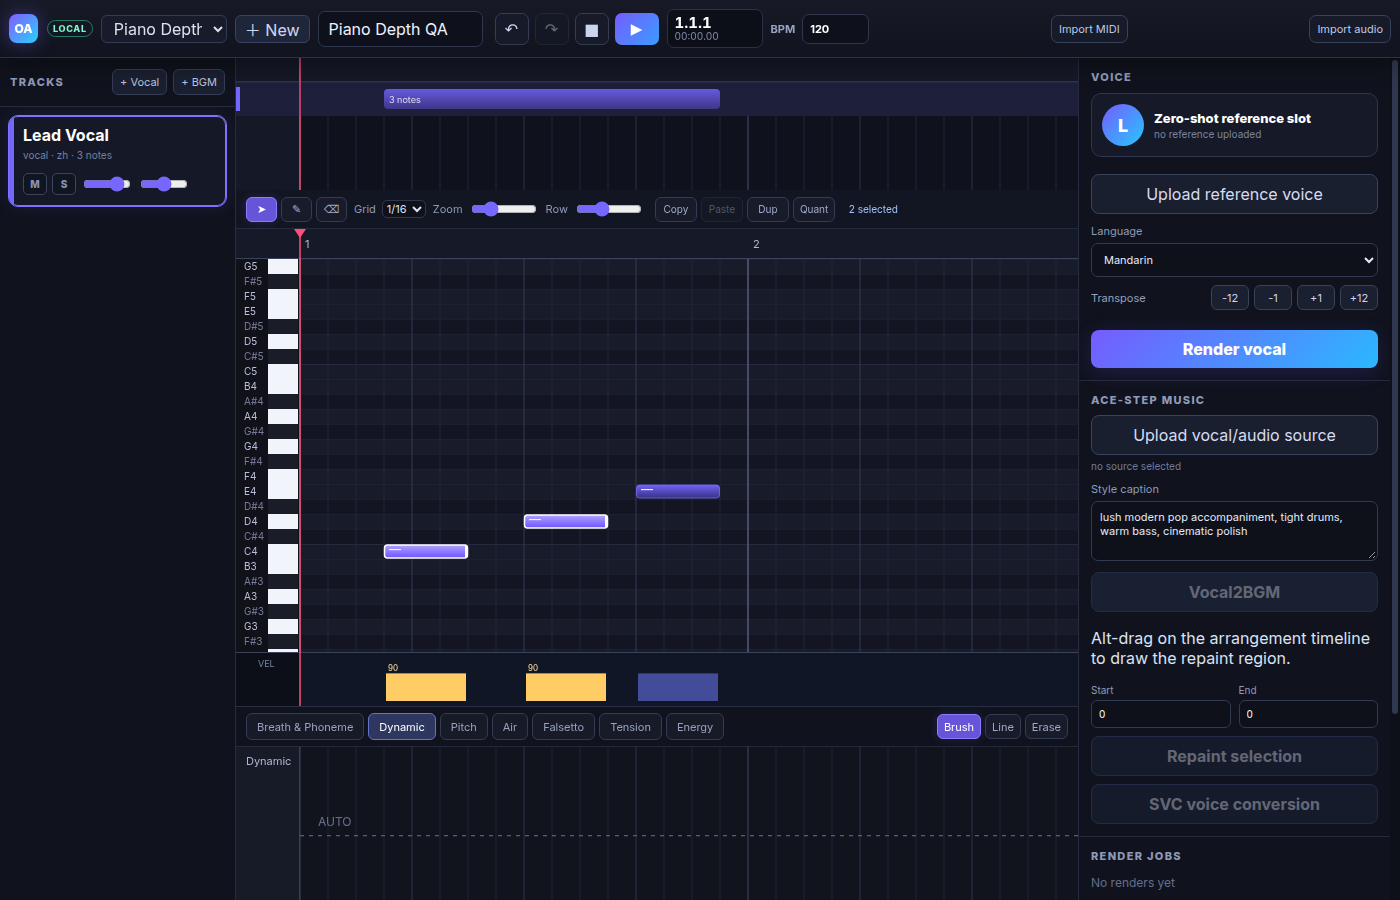 OA
LOCAL
Piano Depth
+ New
Piano Depth QA
1.1.1
00:00.00
BPM
120
Import MIDI
Import audio
TRACKS
+ Vocal
+ BGM
Lead Vocal
vocal · zh · 3 notes
M
S
3 notes
Grid
1/16
Zoom
Row
Copy
Paste
Dup
Quant
2 selected
1
2
G5
F#5
F5
E5
D#5
D5
C#5
C5
B4
A#4
A4
G#4
G4
F#4
F4
E4
D#4
D4
C#4
C4
B3
A#3
A3
G#3
G3
F#3
VEL
90
90
Breath & Phoneme
Dynamic
Pitch
Air
Falsetto
Tension
Energy
Brush
Line
Erase
Dynamic
AUTO
VOICE
L
Zero-shot reference slot
no reference uploaded
Upload reference voice
Language
Mandarin
Transpose
-12
-1
+1
+12
Render vocal
ACE-STEP MUSIC
Upload vocal/audio source
no source selected
Style caption
lush modern pop accompaniment, tight drums,
warm bass, cinematic polish
Vocal2BGM
Alt-drag on the arrangement timeline
to draw the repaint region.
Start
End
0
0
Repaint selection
SVC voice conversion
RENDER JOBS
No renders yet